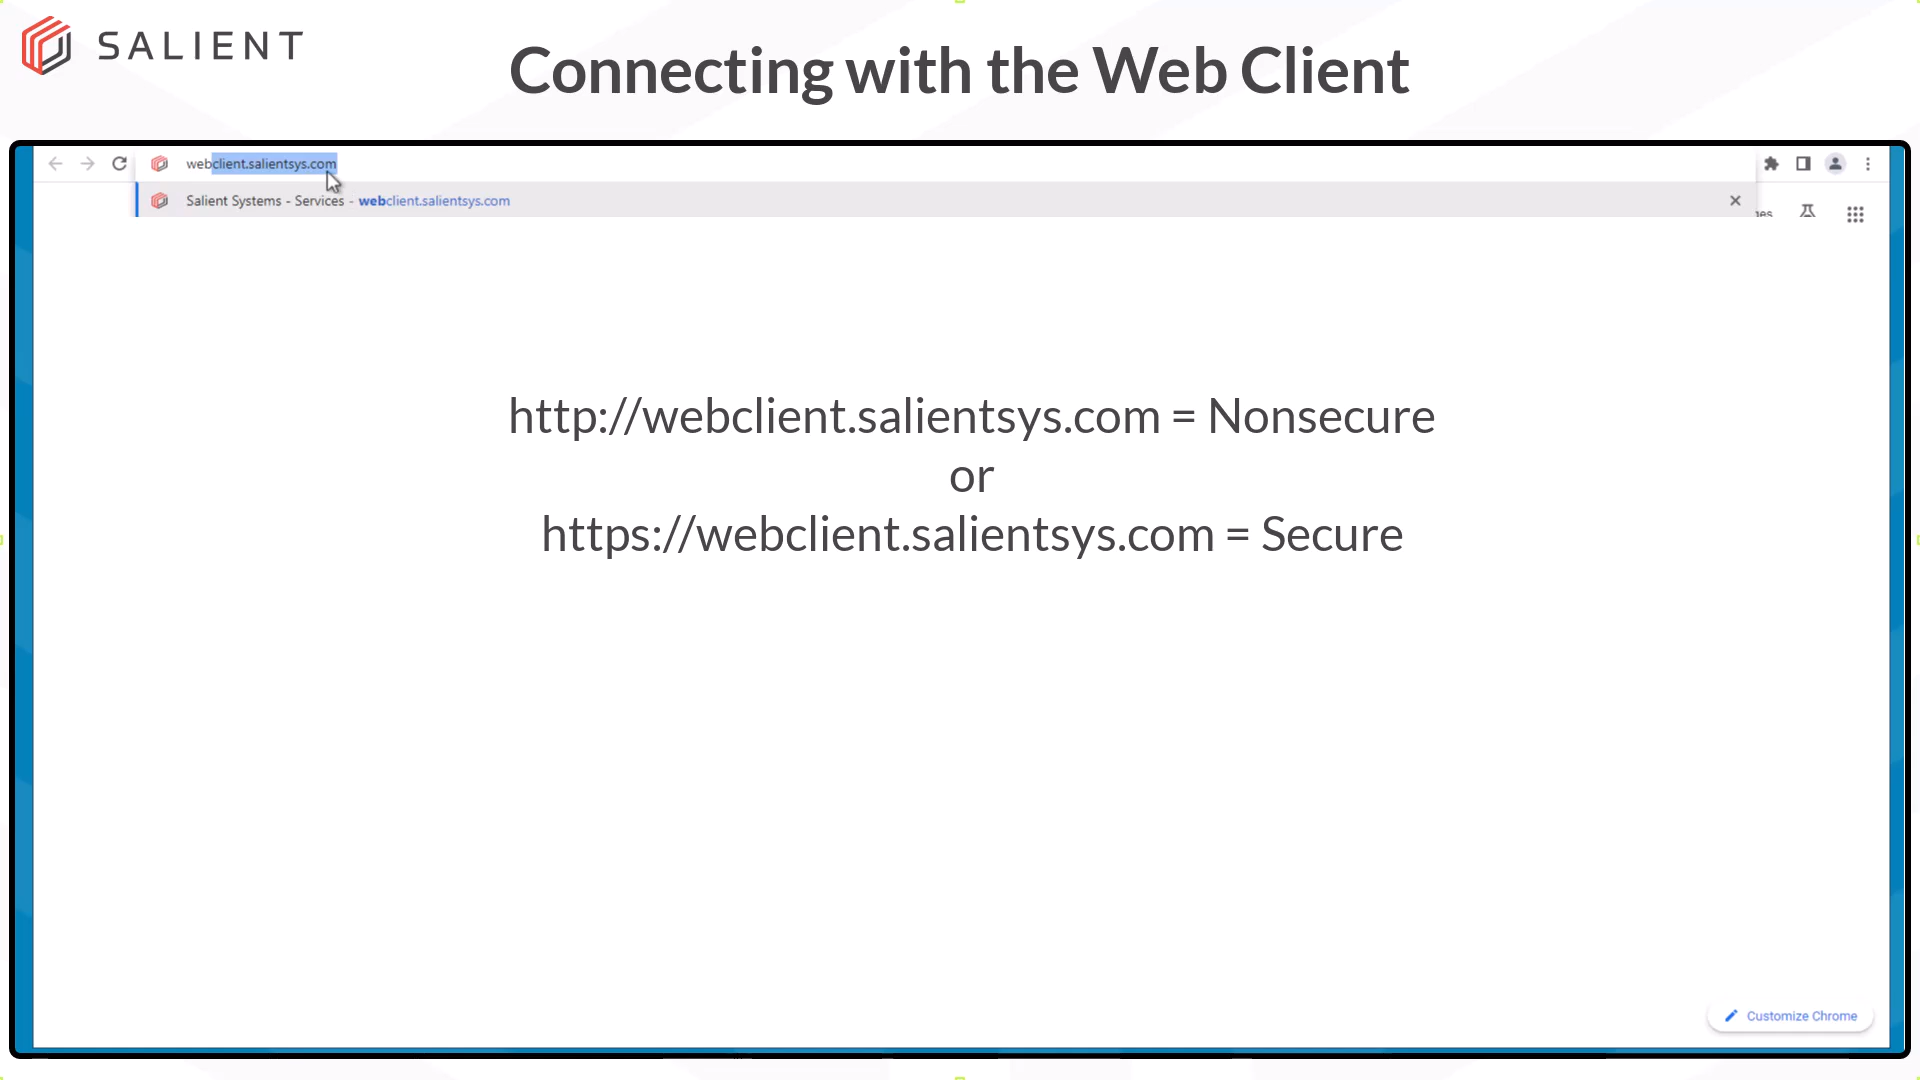 SALIENT
Connecting with the Web Client
webclient.salientsys.com
Salient Systems - Services - webclient.salientsys.com
http://webclient.salientsys.com = Nonsecure
or
https://webclient.salientsys.com = Secure
Customize Chrome